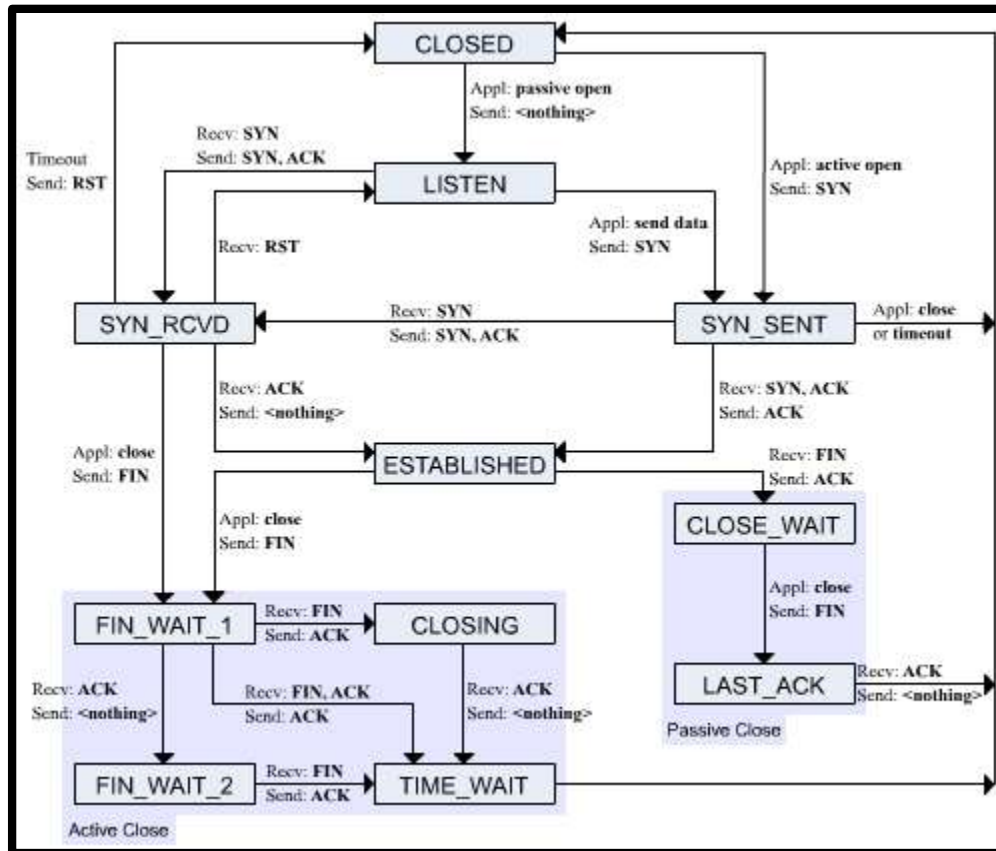 CLOSED
Appl: passive open
Send: <nothing>
Recv: SYN
Send: SYN, ACK
Timeout
Send: RST
LISTEN
Appl: active open
Send: SYN
Appl: send data
Send: SYN
Recv: RST
SYN_RCVD
Recv: SYN
Send: SYN, ACK
SYN_SENT
Appl: close
or timeout
Recv: ACK
Send: <nothing>
Recv: SYN, ACK
Send: ACK
Appl: close
Send: FIN
ESTABLISHED
Recv: FIN
Send: ACK
Appl: close
Send: FIN
CLOSE_WAIT
Appl: close
Send: FIN
FIN_WAIT_1
Recv: FIN
Send: ACK
CLOSING
LAST_ACK
Recv: ACK
Send: <nothing>
Recv: ACK
Send: <nothing>
Recv: FIN, ACK
Send: ACK
Recv: ACK
Send: <nothing>
Passive Close
FIN_WAIT_2
Recv: FIN
Send: ACK
TIME_WAIT
Active Close